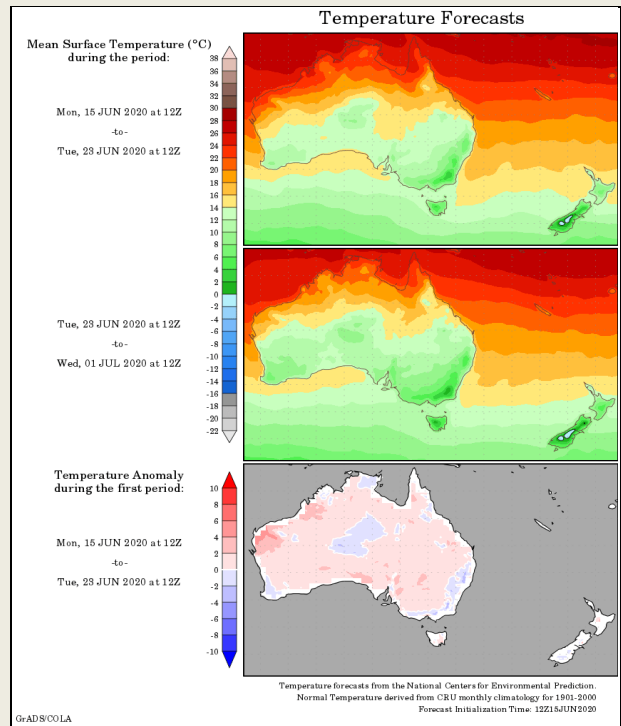 Temperature Forecasts
Mean Surface Temperature (°C)
during the period:
Mon, 15 JUN 2020 at 12Z
-to-
Tue, 23 JUN 2020 at 12Z
38
36
34
32
30
28
26
24
22
20
18
16
14
12
10
8
6
4
2
0
-2
-4
-6
-8
-10
-12
-14
-16
-18
-20
-22
Tue, 23 JUN 2020 at 12Z
-to-
Wed, 01 JUL 2020 at 12Z
Temperature Anomaly
during the first period:
Mon, 15 JUN 2020 at 12Z
-to-
Tue, 23 JUN 2020 at 12Z
10
8
6
4
2
0
-2
-4
-6
-8
-10
Temperature forecasts from the National Centers for Environmental Prediction.
Normal Temperature derived from CRU monthly climatology for 1901-2000
Forecast Initialization Time: 12Z15JUN2020
GrADS/COLA